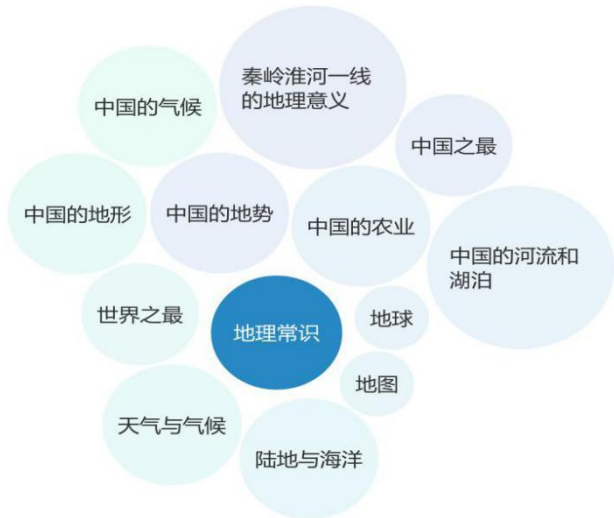 秦岭淮河一线
的地理意义
中国的气候
中国之最
中国的地形
中国的地势
中国的农业
中国的河流和
湖泊
世界之最
地理常识
地球
地图
天气与气候
陆地与海洋